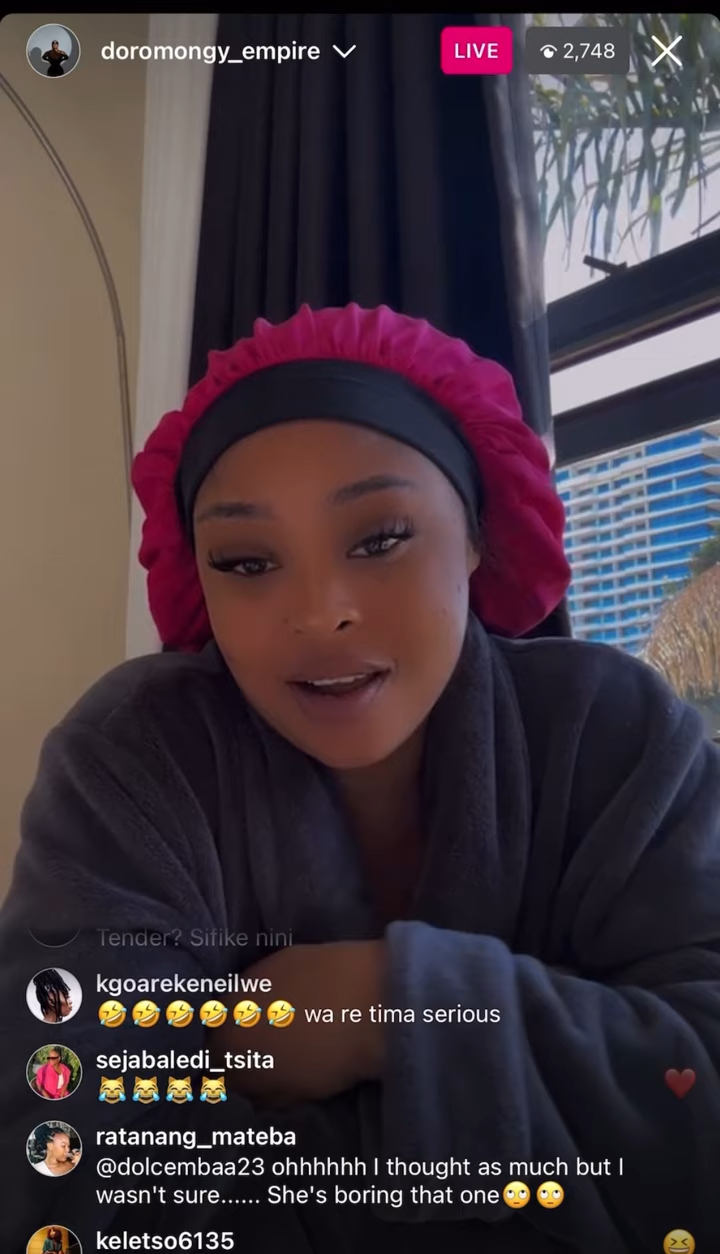 doromongy_empire
LIVE
2,748
Tender? Sifike nini
kgoarekeneilwe
🤣🤣🤣🤣🤣🤣 wa re tima serious
sejabaledi_tsita
😹😹😹😹
ratanang_mateba
@dolcembaa23 ohhhhhh I thought as much but I
wasn't sure...... She's boring that one🙄🙄
keletso6135